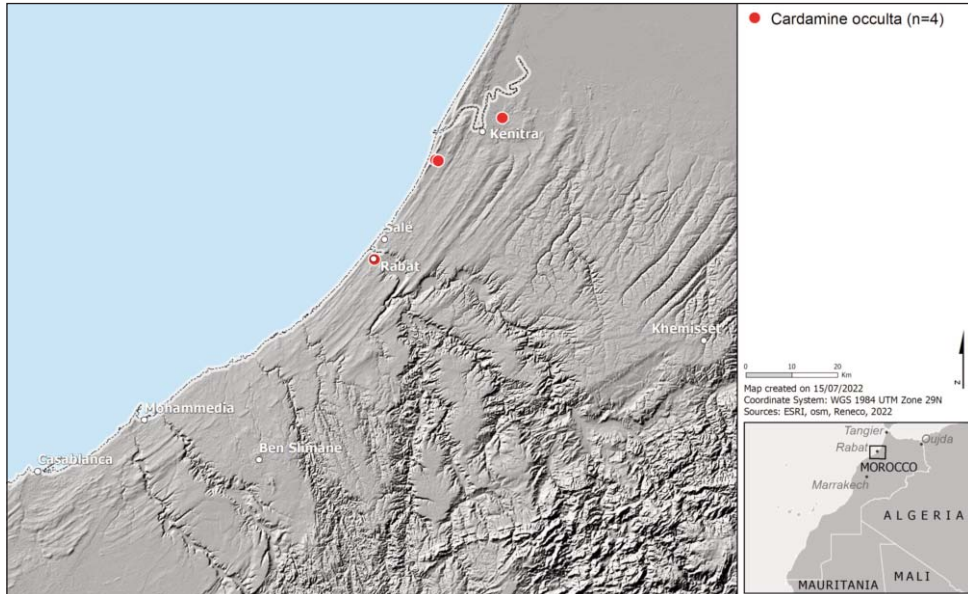 Cardamine occulta (n=4)
Kenitra
Salé
Rabat
Khemisset
Mohammedia
Ben Slimane
Casablanca
0 10 20
Km
N
Map created on 15/07/2022
Coordinate System: WGS 1984 UTM Zone 29N
Sources: ESRI, osm, Reneco, 2022
Tangier
Oujda
Rabat
MOROCCO
Marrakech
ALGERIA
MALI
MAURITANIA